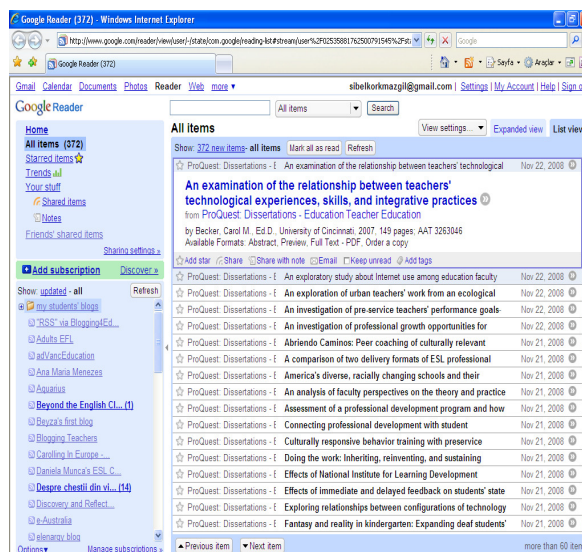 Google Reader (372) - Windows Internet Explorer
http://www.google.com/reader/view/user/-/state/com.google/reading-list#stream/user%2F02535881762500791545%2Fst
Google
Google Reader (372)
Sayfa
Araçlar
Gmail Calendar Documents Photos Reader Web more ▼
sibelkorkmazgil@gmail.com | Settings | My Account | Help | Sign
Google Reader
All items
Search
Home
All items (372)
Starred items
Trends
Your stuff
Shared items
Notes
Friends' shared items
Sharing settings »
Add subscription Discover »
Show: updated - all Refresh
my students' blogs
"RSS" via Blogging4Ed...
Adults EFL
adVancEducation
Ana Maria Menezes
Aquarius
Beyond the English Cl... (1)
Beyza's first blog
Blogging Teachers
Carolling In Europe -...
Daniela Munca's ESL C...
Despre chestii din vi... (14)
Discovery and Reflect...
e-Australia
elenarqy blog
Options▼ Manage subscriptions »
All items
View settings... ▼ Expanded view List view
Show: 372 new items - all items Mark all as read Refresh
ProQuest: Dissertations - E An examination of the relationship between teachers' technological Nov 22, 2008
An examination of the relationship between teachers'
technological experiences, skills, and integrative practices
from ProQuest: Dissertations - Education Teacher Education
by Becker, Carol M., Ed.D., University of Cincinnati, 2007, 149 pages; AAT 3263046
Available Formats: Abstract, Preview, Full Text - PDF, Order a copy
Add star Share Share with note Email Keep unread Add tags
ProQuest: Dissertations - E An exploratory study about Internet use among education faculty Nov 22, 2008
ProQuest: Dissertations - E An exploration of urban teachers' work from an ecological Nov 22, 2008
ProQuest: Dissertations - E An investigation of pre-service teachers' performance goals- Nov 22, 2008
ProQuest: Dissertations - E An investigation of professional growth opportunities for Nov 22, 2008
ProQuest: Dissertations - E Abriendo Caminos: Peer coaching of culturally relevant Nov 21, 2008
ProQuest: Dissertations - E A comparison of two delivery formats of ESL professional Nov 21, 2008
ProQuest: Dissertations - E America's diverse, racially changing schools and their Nov 21, 2008
ProQuest: Dissertations - E An analysis of faculty perspectives on the theory and practice Nov 21, 2008
ProQuest: Dissertations - E Assessment of a professional development program and how Nov 21, 2008
ProQuest: Dissertations - E Connecting professional development with student Nov 21, 2008
ProQuest: Dissertations - E Culturally responsive behavior training with preservice Nov 21, 2008
ProQuest: Dissertations - E Doing the work: Inheriting, reinventing, and sustaining Nov 21, 2008
ProQuest: Dissertations - E Effects of National Institute for Learning Development Nov 21, 2008
ProQuest: Dissertations - E Effects of immediate and delayed feedback on students' state Nov 21, 2008
ProQuest: Dissertations - E Exploring relationships between configurations of technology Nov 21, 2008
ProQuest: Dissertations - E Fantasy and reality in kindergarten: Expanding deaf students' Nov 21, 2008
▲Previous item ▼Next item more than 60 item